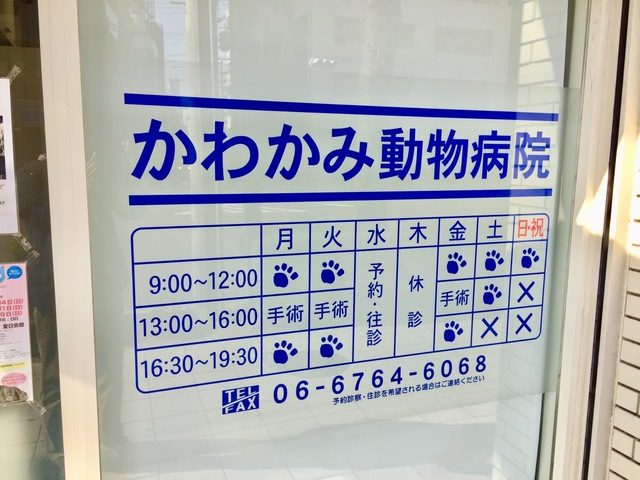 かわかみ動物病院
月 火 水 木 金 土 日・祝
9:00～12:00
予約・往診
休診
13:00～16:00 手術 手術 手術 ×
16:30～19:30 × ×
TEL
FAX
06-6764-6068
予約診察・往診を希望される場合はご連絡ください